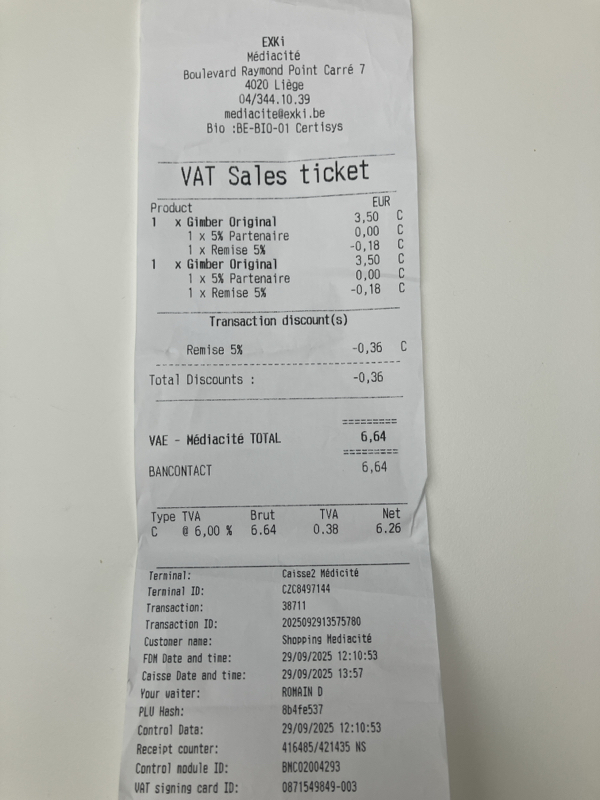 EXKi
Médiacité
Boulevard Raymond Point Carré 7
4020 Liège
04/344.10.39
mediacite@exki.be
Bio :BE-BIO-01 Certisys
VAT Sales ticket
Product EUR
1 x Gimber Original 3,50 C
1 x 5% Partenaire 0,00 C
1 x Remise 5% -0,18 C
1 x Gimber Original 3,50 C
1 x 5% Partenaire 0,00 C
1 x Remise 5% -0,18 C
Transaction discount(s)
Remise 5% -0,36 C
Total Discounts : -0,36
=========
VAE - Médiacité TOTAL 6,64
=========
BANCONTACT 6,64
Type TVA Brut TVA Net
C @ 6,00 % 6.64 0.38 6.26
Terminal: Caisse2 Médicité
Terminal ID: CZC8497144
Transaction: 38711
Transaction ID: 2025092913575780
Customer name: Shopping Mediacité
FDM Date and time: 29/09/2025 12:10:53
Caisse Date and time: 29/09/2025 13:57
Your waiter: ROMAIN D
PLU Hash: 8b4fe537
Control Data: 29/09/2025 12:10:53
Receipt counter: 416485/421435 NS
Control module ID: BMC02004293
VAT signing card ID: 0871549849-003